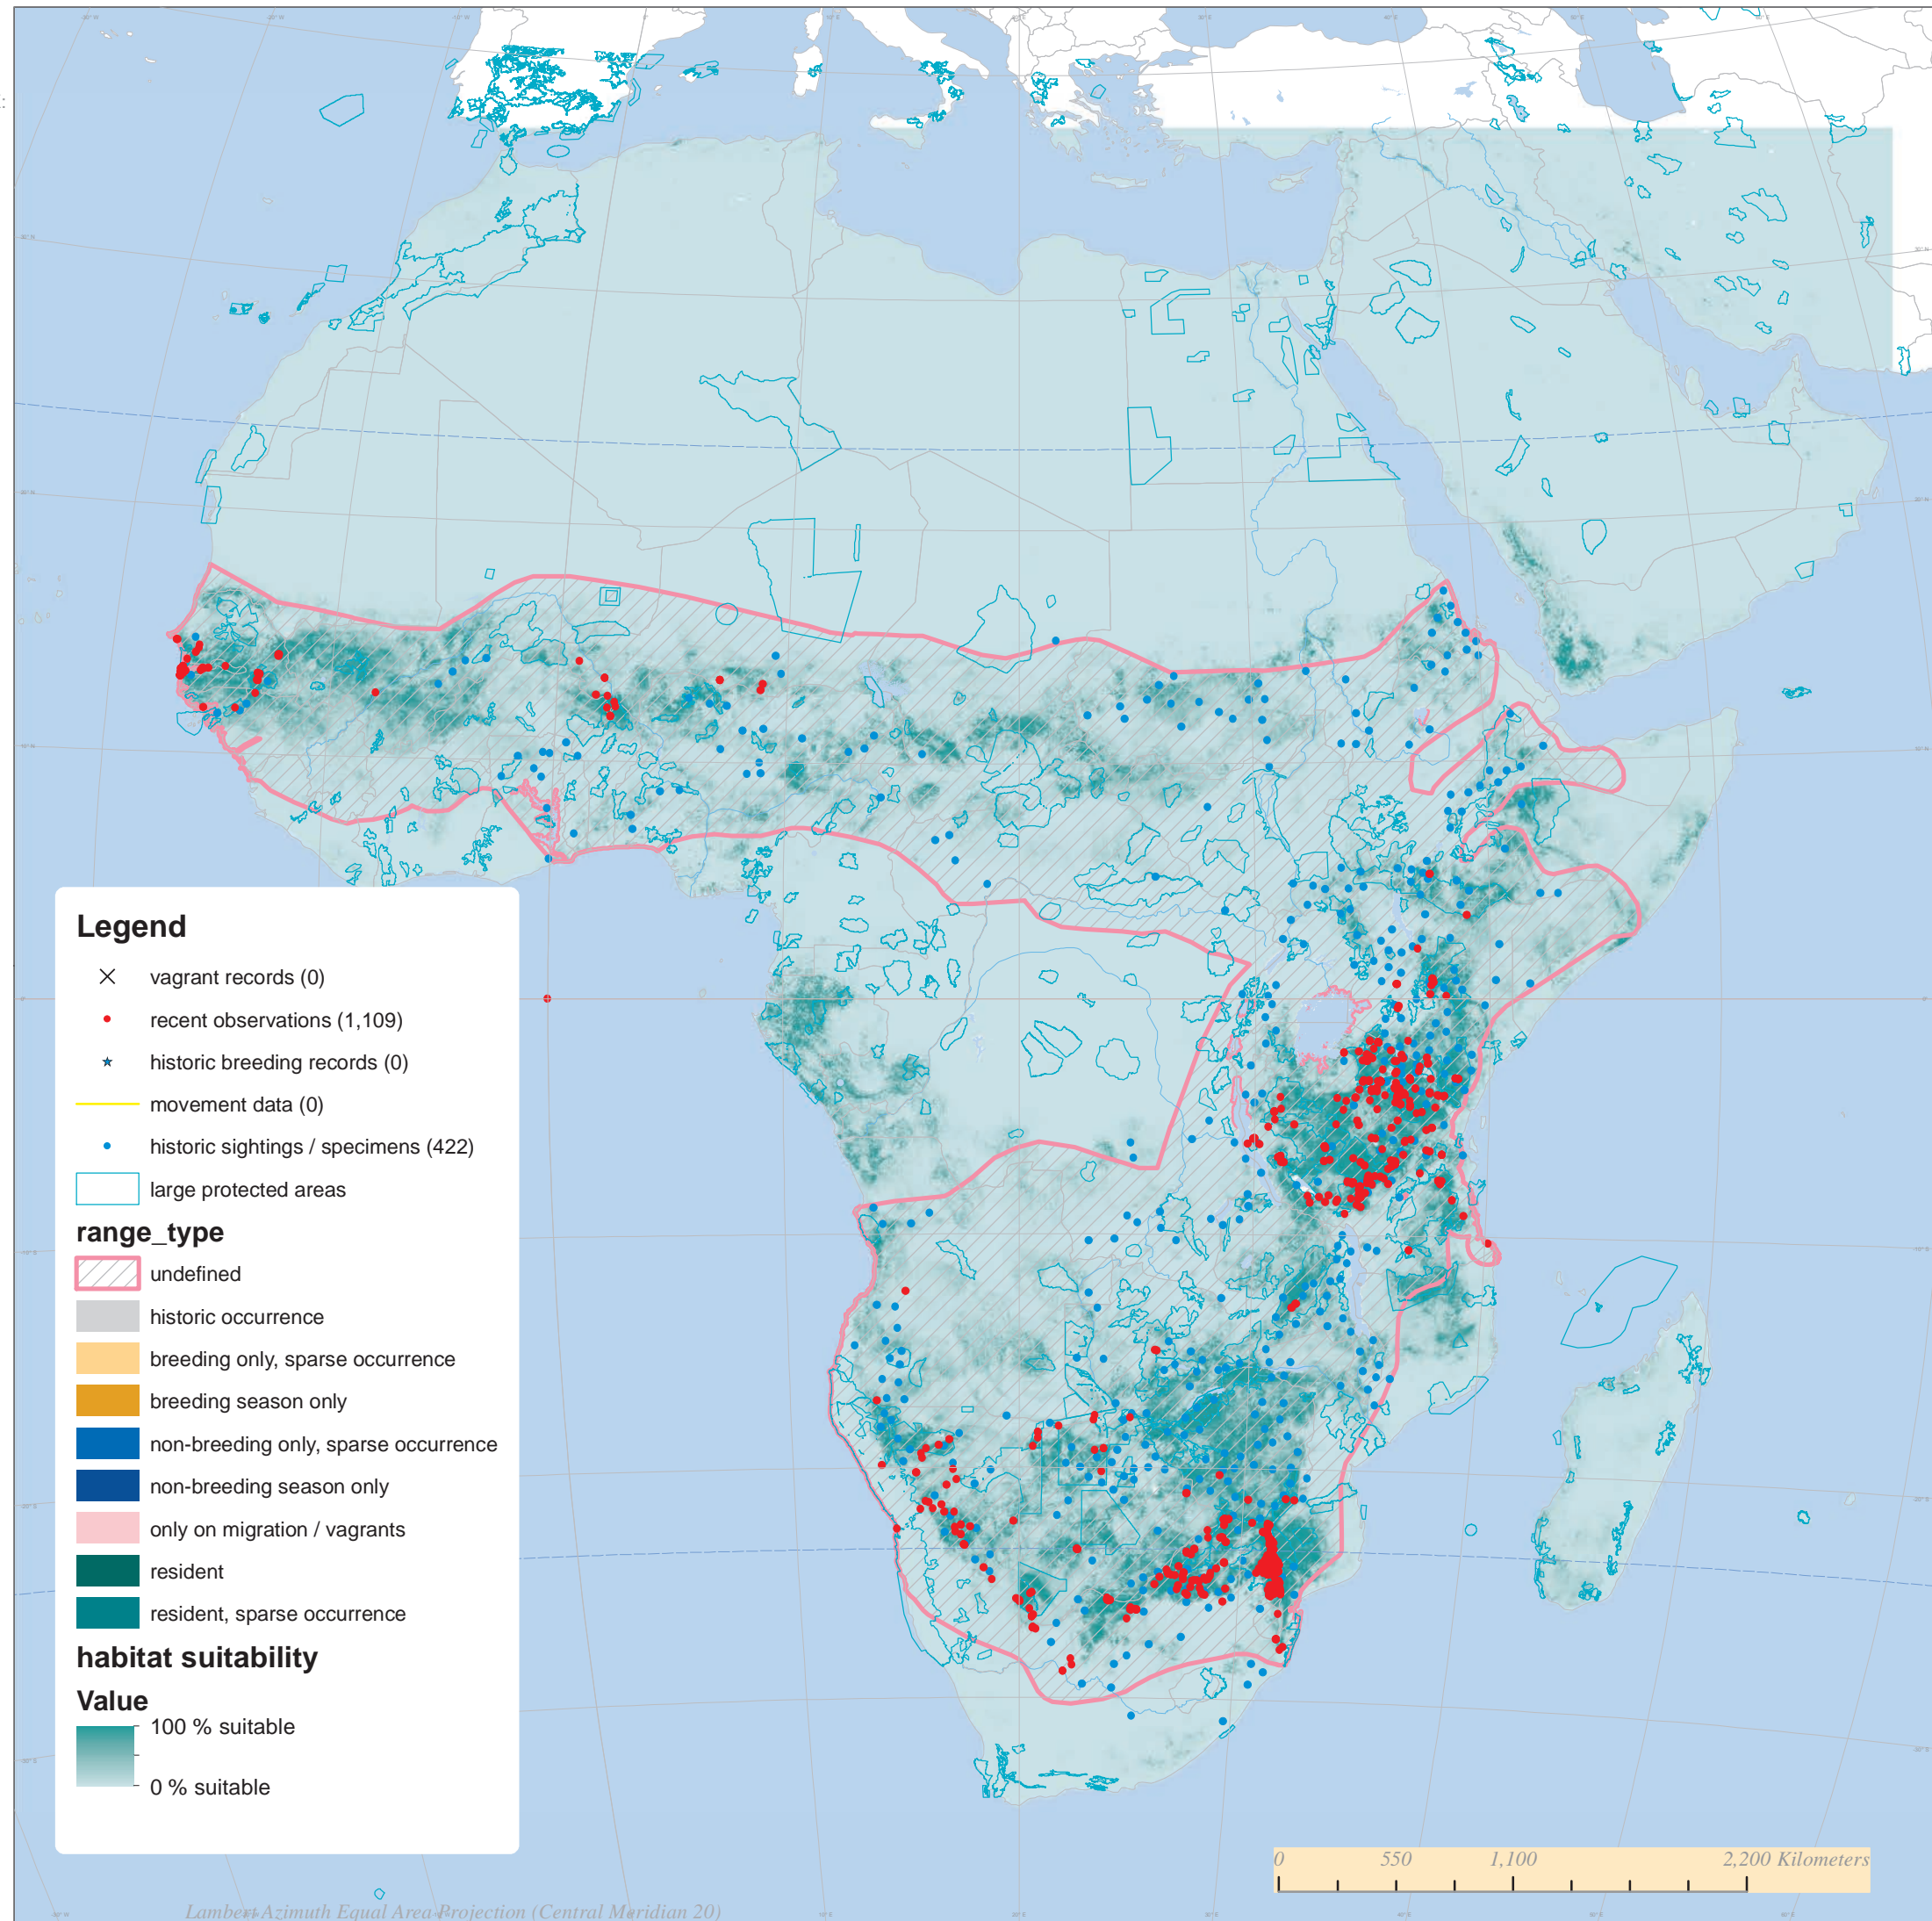 Legend
vagrant records (0)
recent observations (1,109)
historic breeding records (0)
movement data (0)
historic sightings / specimens (422)
large protected areas
range_type
undefined
historic occurrence
breeding only, sparse occurrence
breeding season only
non-breeding only, sparse occurrence
non-breeding season only
only on migration / vagrants
resident
resident, sparse occurrence
habitat suitability
Value
100 % suitable
0 % suitable
0 550 1,100 2,200 Kilometers
Lambert Azimuth Equal Area Projection (Central Meridian 20)